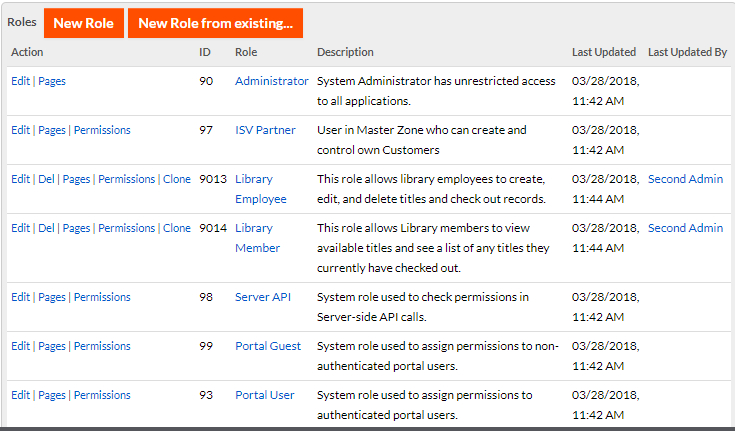 Roles New Role New Role from existing...
Action ID Role Description Last Updated Last Updated By
Edit | Pages 90 Administrator System Administrator has unrestricted access 03/28/2018,
to all applications. 11:42 AM
Edit | Pages | Permissions 97 ISV Partner User in Master Zone who can create and 03/28/2018,
control own Customers 11:42 AM
Edit | Del | Pages | Permissions | Clone 9013 Library This role allows library employees to create, 03/28/2018, Second Admin
Employee edit, and delete titles and check out records. 11:44 AM
Edit | Del | Pages | Permissions | Clone 9014 Library This role allows Library members to view 03/28/2018, Second Admin
Member available titles and see a list of any titles they 11:44 AM
currently have checked out.
Edit | Pages | Permissions 98 Server API System role used to check permissions in 03/28/2018,
Server-side API calls. 11:42 AM
Edit | Pages | Permissions 99 Portal Guest System role used to assign permissions to non- 03/28/2018,
authenticated portal users. 11:42 AM
Edit | Pages | Permissions 93 Portal User System role used to assign permissions to 03/28/2018,
authenticated portal users. 11:42 AM